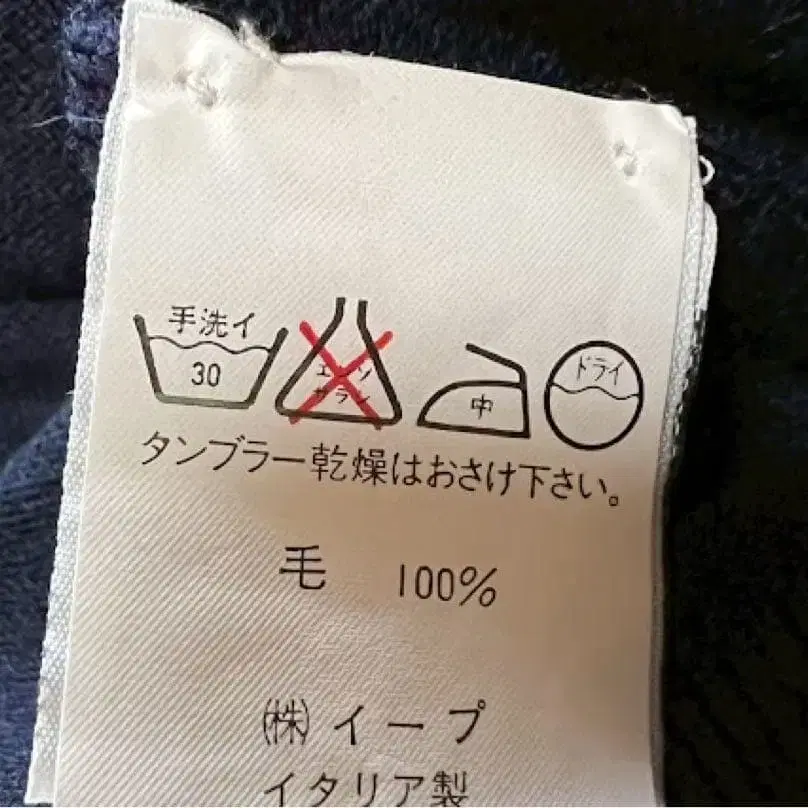 手洗イ
30
エンソ
サラシ
中
ドライ
タンブラー乾燥はおさけ下さい。
毛 100%
㈱イープ
イタリア製